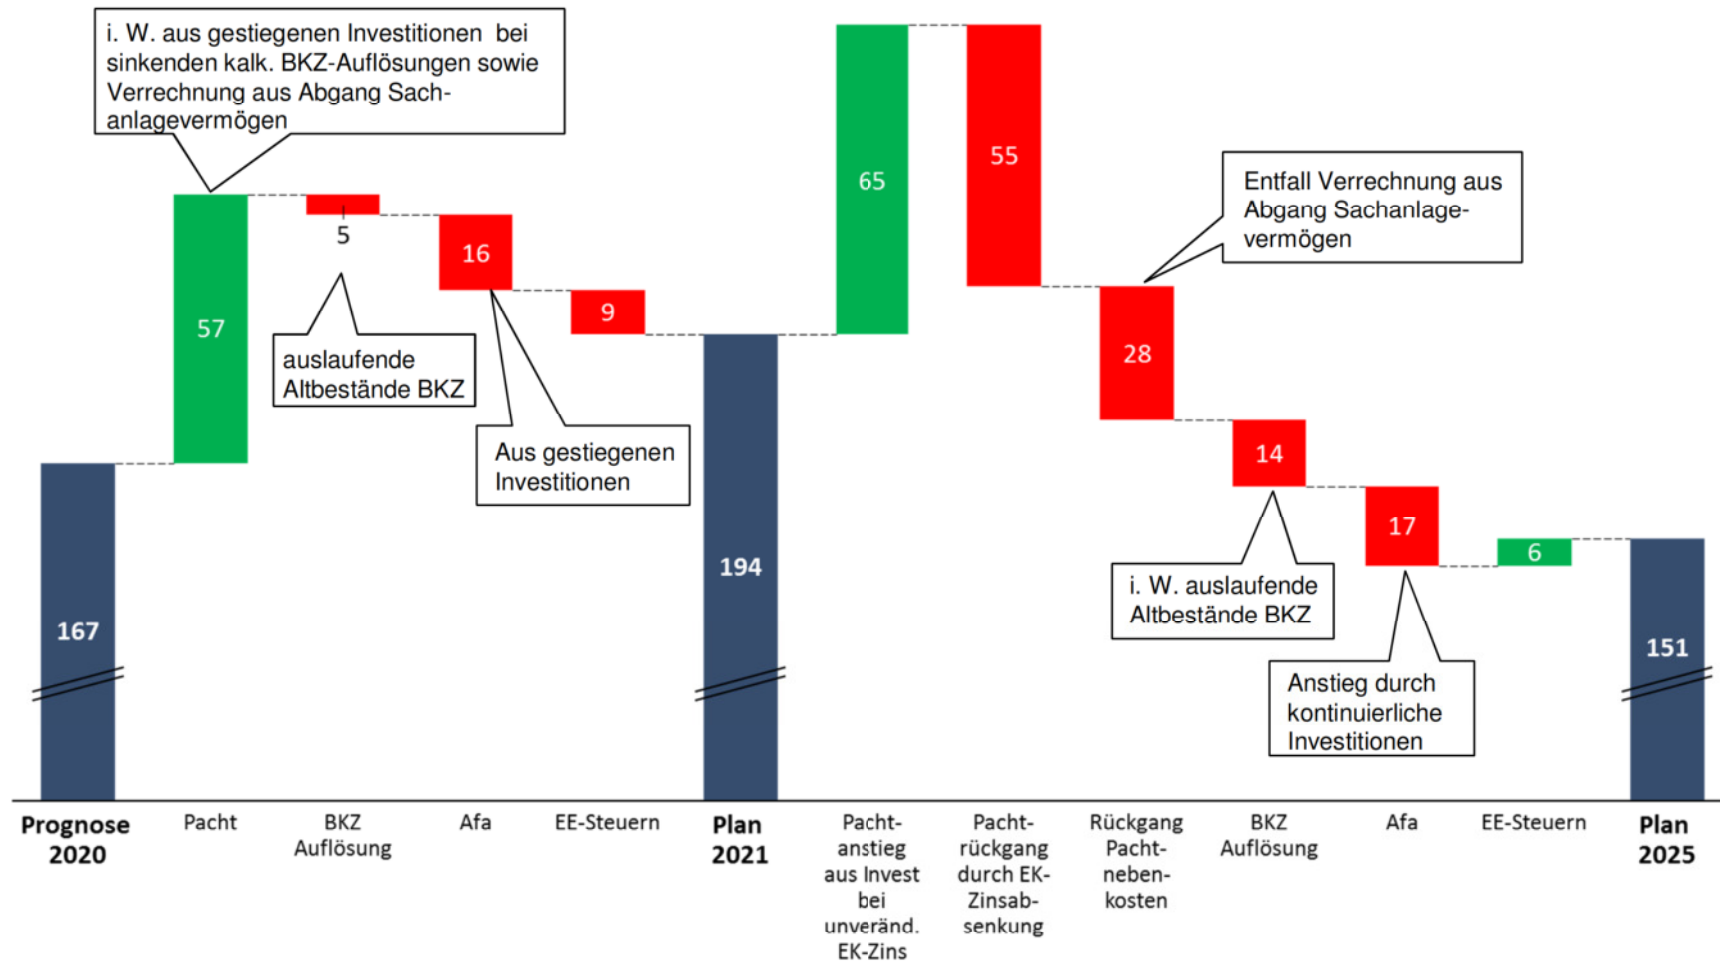 i. W. aus gestiegenen Investitionen bei
sinkenden kalk. BKZ-Auflösungen sowie
Verrechnung aus Abgang Sach-
anlagevermögen
57
5
auslaufende
Altbestände BKZ
16
Aus gestiegenen
Investitionen
9
167
194
65
55
Entfall Verrechnung aus
Abgang Sachanlage-
vermögen
28
14
i. W. auslaufende
Altbestände BKZ
17
Anstieg durch
kontinuierliche
Investitionen
6
151
Prognose
2020
Pacht
BKZ
Auflösung
Afa
EE-Steuern
Plan
2021
Pacht-
anstieg
aus Invest
bei
unveränd.
EK-Zins
Pacht-
rückgang
durch EK-
Zinsab-
senkung
Rückgang
Pacht-
neben-
kosten
BKZ
Auflösung
Afa
EE-Steuern
Plan
2025